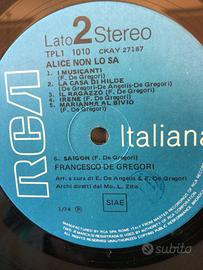 Lato 2 Stereo
TPL1 1010 CKAY 27187
ALICE NON LO SA
1. I MUSICANTI
(F. De Gregori)
2. LA CASA DI HILDE
(De Gregori-De Angelis-De Gregori)
3. IL RAGAZZO (F. De Gregori)
4. IRENE (F. De Gregori)
5. MARIANNA AL BIVIO
(F. De Gregori)
RCA Italiana
6. SAIGON (F. De Gregori)
FRANCESCO DE GREGORI
Arr. a cura di E. De Angelis & F. De Gregori
Archi diretti dal Mo. L. Zito
SIAE
subito